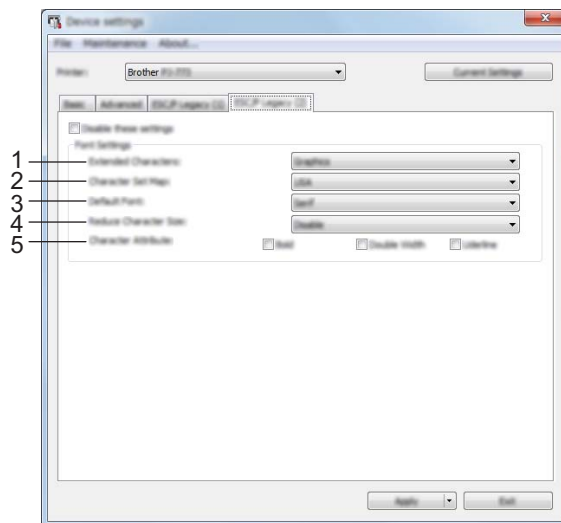 Device settings
File Maintenance About...
Printer: Brother Current Settings
Basic Advanced ESC/P Legacy (1) ESC/P Legacy (2)
Disable these settings
Font Settings
1 Extended Characters: Graphics
2 Character Set Map: USA
3 Default Font: Serif
4 Reduce Character Size: Disable
5 Character Attribute: Bold Double Width
Apply Exit